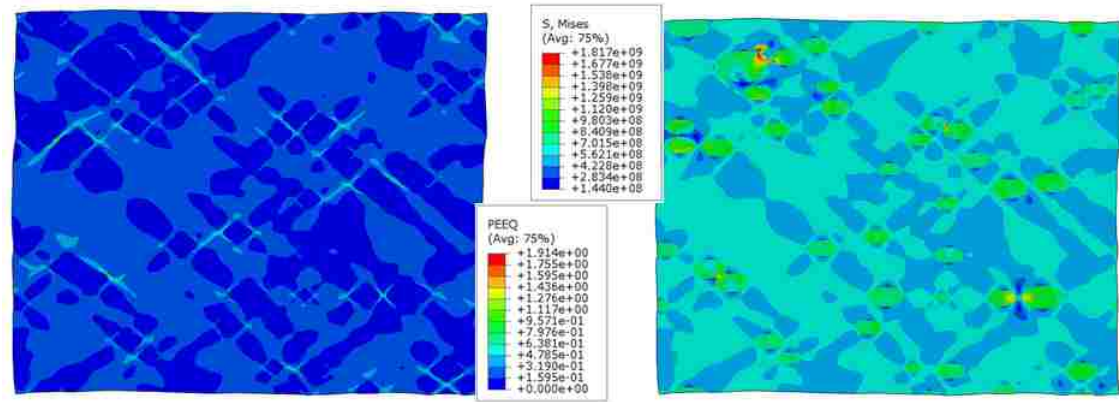 S, Mises
(Avg: 75%)
+1.817e+09
+1.677e+09
+1.538e+09
+1.398e+09
+1.259e+09
+1.120e+09
+9.803e+08
+8.409e+08
+7.015e+08
+5.621e+08
+4.228e+08
+2.834e+08
+1.440e+08
PEEQ
(Avg: 75%)
+1.914e+00
+1.755e+00
+1.595e+00
+1.436e+00
+1.276e+00
+1.117e+00
+9.571e-01
+7.976e-01
+6.381e-01
+4.785e-01
+3.190e-01
+1.595e-01
+0.000e+00